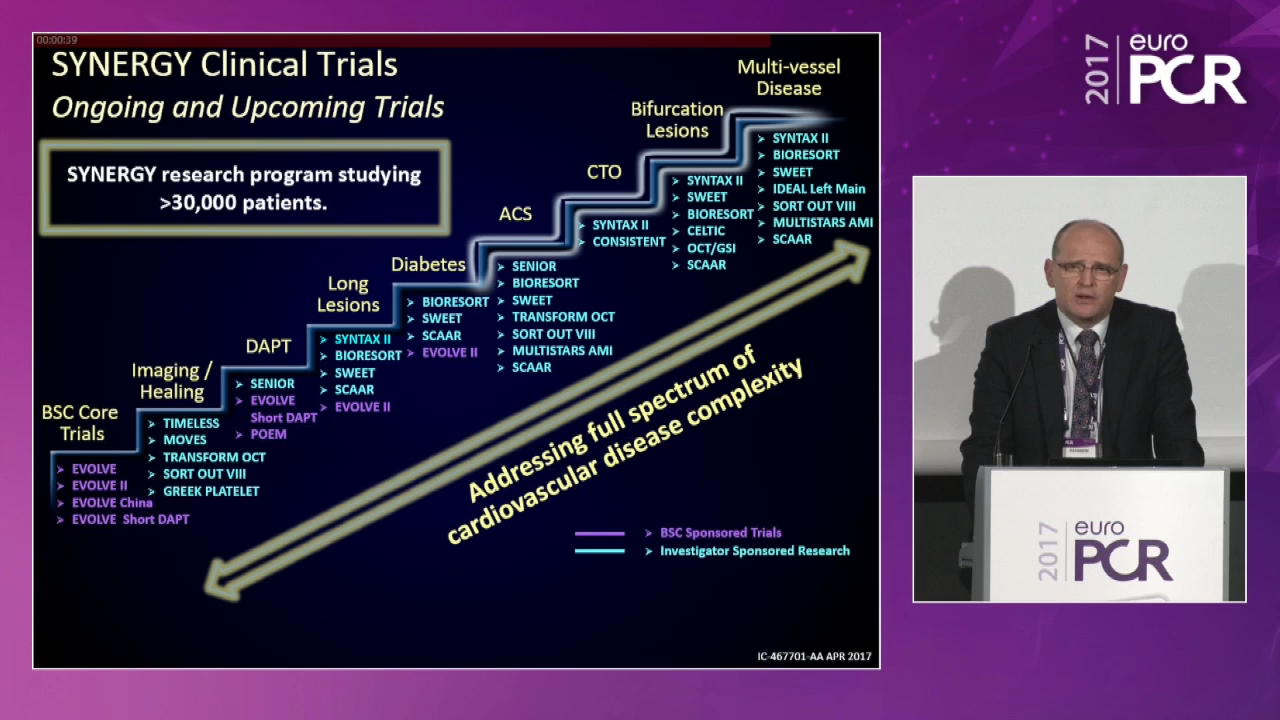 00:00:39
SYNERGY Clinical Trials
Ongoing and Upcoming Trials
SYNERGY research program studying
>30,000 patients.
BSC Core
Trials
➢ EVOLVE
➢ EVOLVE II
➢ EVOLVE China
➢ EVOLVE Short DAPT
Imaging /
Healing
➢ TIMELESS
➢ MOVES
➢ TRANSFORM OCT
➢ SORT OUT VIII
➢ GREEK PLATELET
DAPT
➢ SENIOR
➢ EVOLVE
Short DAPT
➢ POEM
Long
Lesions
➢ SYNTAX II
➢ BIORESORT
➢ SWEET
➢ SCAAR
➢ EVOLVE II
Diabetes
➢ BIORESORT
➢ SWEET
➢ SCAAR
➢ EVOLVE II
ACS
➢ SENIOR
➢ BIORESORT
➢ SWEET
➢ TRANSFORM OCT
➢ SORT OUT VIII
➢ MULTISTARS AMI
➢ SCAAR
CTO
➢ SYNTAX II
➢ CONSISTENT
Bifurcation
Lesions
➢ SYNTAX II
➢ SWEET
➢ BIORESORT
➢ CELTIC
➢ OCT/GSI
➢ SCAAR
Multi-vessel
Disease
➢ SYNTAX II
➢ BIORESORT
➢ SWEET
➢ IDEAL Left Main
➢ SORT OUT VIII
➢ MULTISTARS AMI
➢ SCAAR
Addressing full spectrum of
cardiovascular disease complexity
➢ BSC Sponsored Trials
➢ Investigator Sponsored Research
IC-467701-AA APR 2017
2017
euro
PCR
2017
euro
PCR